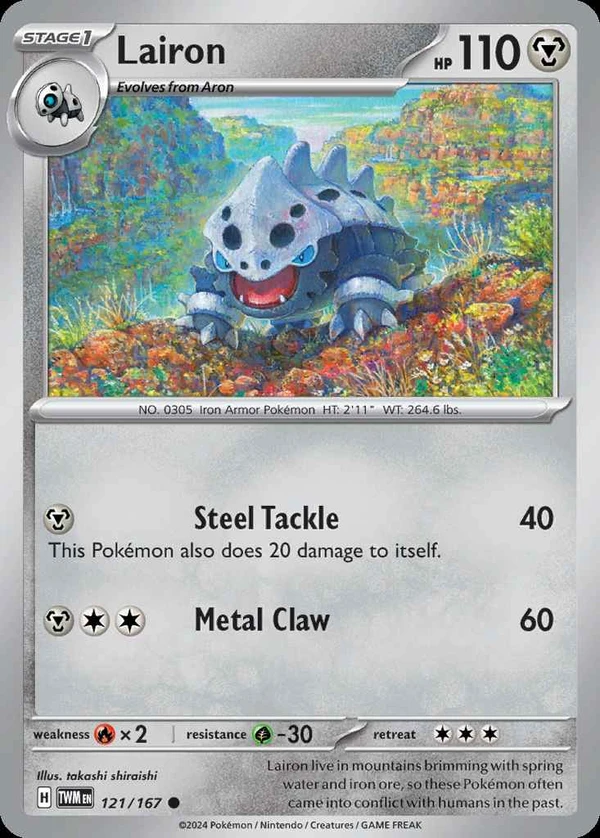 STAGE 1
Lairon
HP 110
Evolves from Aron
NO. 0305 Iron Armor Pokémon HT: 2'11" WT: 264.6 lbs.
Steel Tackle 40
This Pokémon also does 20 damage to itself.
Metal Claw 60
weakness ×2 resistance -30 retreat
Illus. takashi shiraishi
H TWM EN 121/167
Lairon live in mountains brimming with spring
water and iron ore, so these Pokémon often
came into conflict with humans in the past.
©2024 Pokémon / Nintendo / Creatures / GAME FREAK